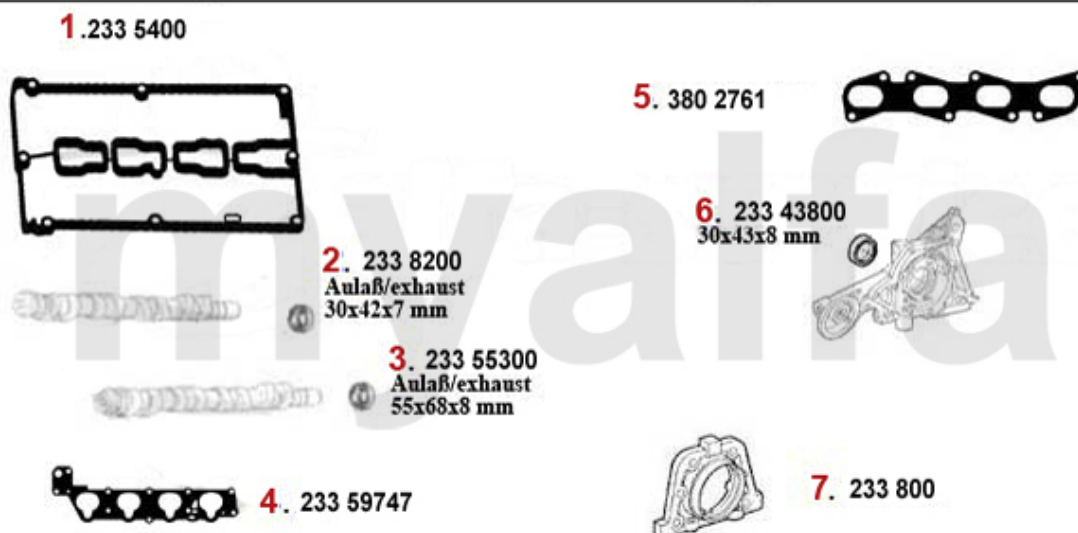 1.233 5400
5. 380 2761
6. 233 43800
30x43x8 mm
2. 233 8200
Aulaß/exhaust
30x42x7 mm
3. 233 55300
Aulaß/exhaust
55x68x8 mm
4. 233 59747
7. 233 800
myalfa